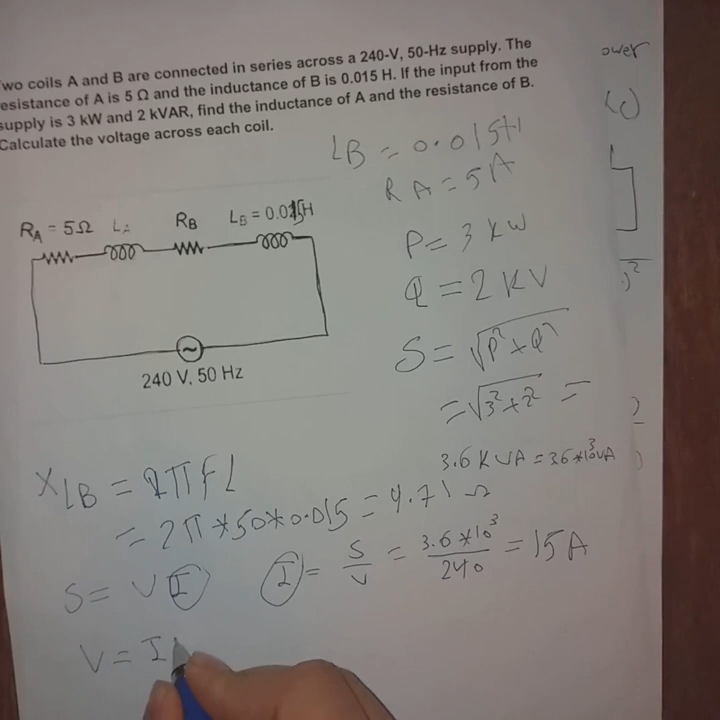 wo coils A and B are connected in series across a 240-V, 50-Hz supply. The
esistance of A is 5 Ω and the inductance of B is 0.015 H. If the input from the
supply is 3 kW and 2 kVAR, find the inductance of A and the resistance of B.
Calculate the voltage across each coil.
ower
(c)
LB = 0.015H
RA = 5A
RA = 5Ω LA RB LB = 0.015H
P = 3 kW
Q = 2 KV
S = √P²+Q²
= √3²+2² =
3.6 KVA = 3.6*10³VA
240 V, 50 Hz
XLB = 2πFL
= 2π*50*0.015 = 4.71 Ω
S = VI I = S/V = 3.6*10³/240 = 15A
V = I